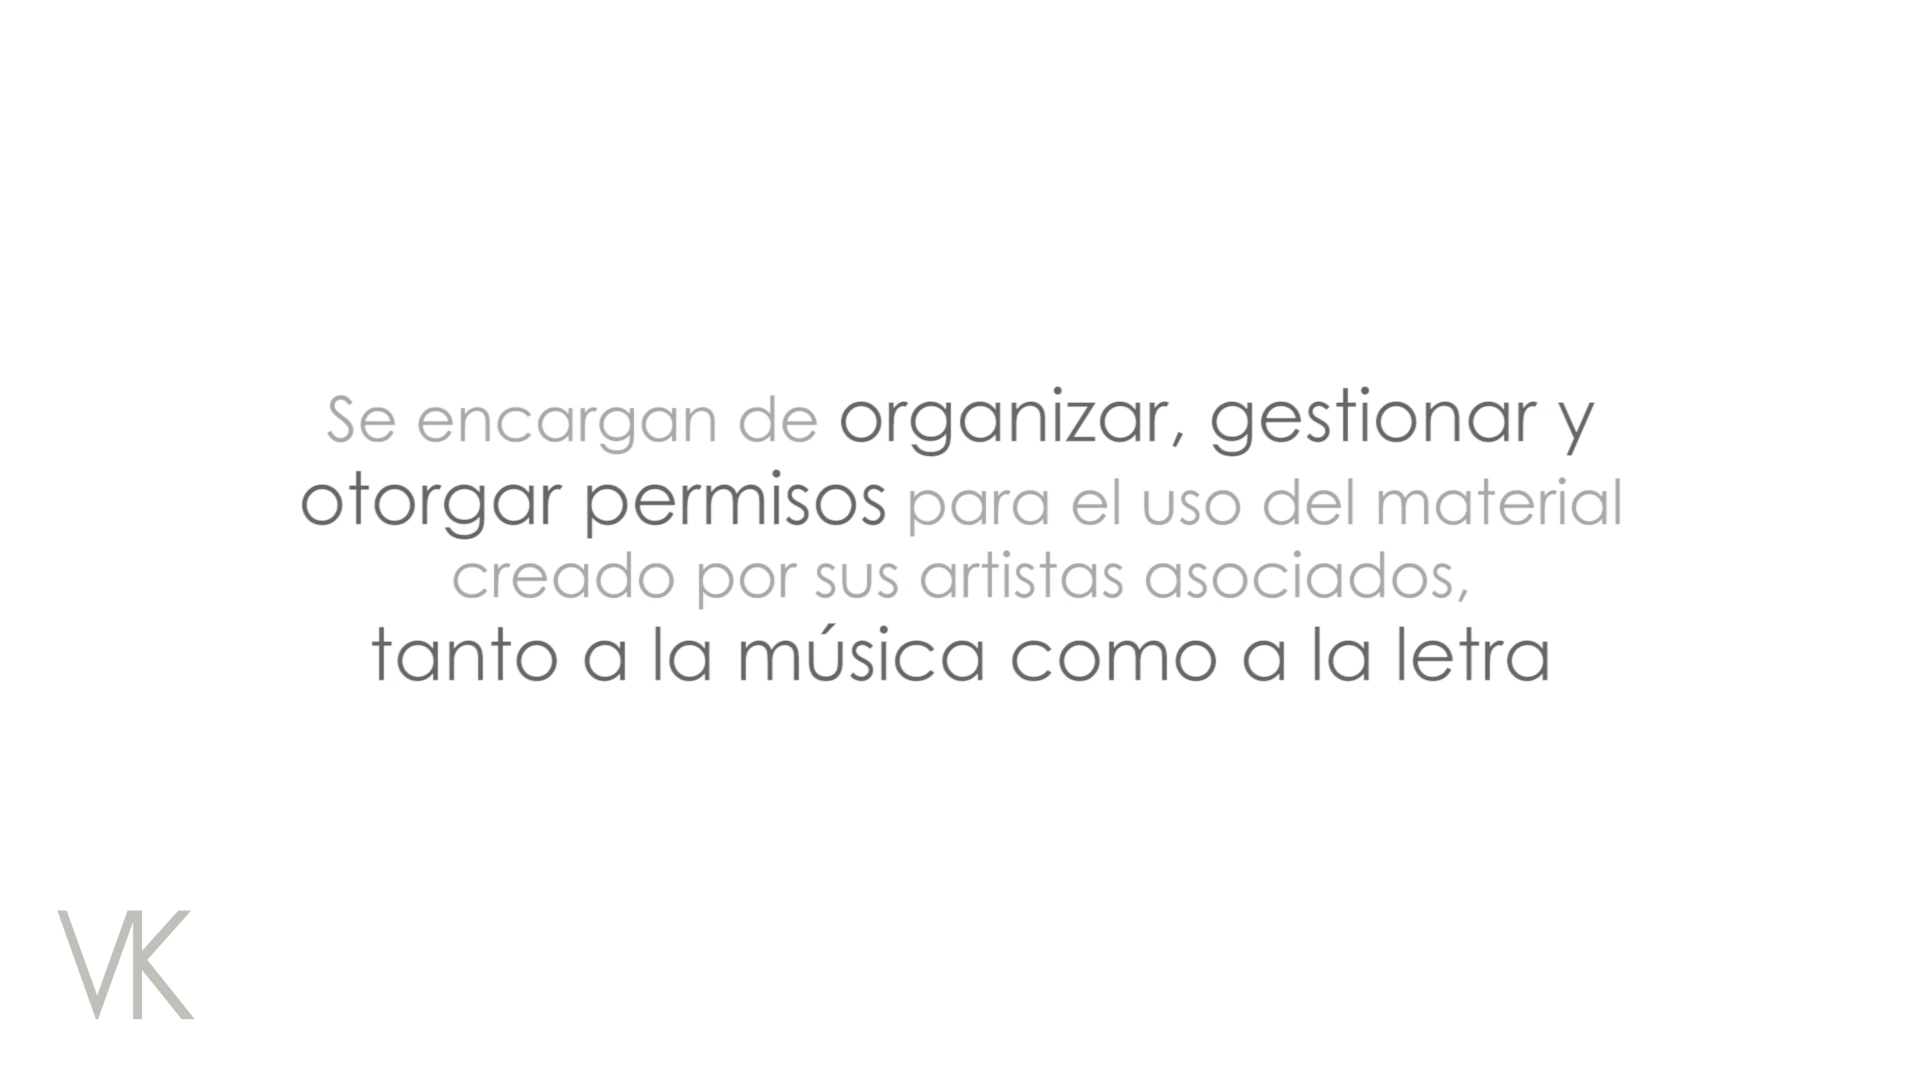 Se encargan de organizar, gestionar y
otorgar permisos para el uso del material
creado por sus artistas asociados,
tanto a la música como a la letra
VK